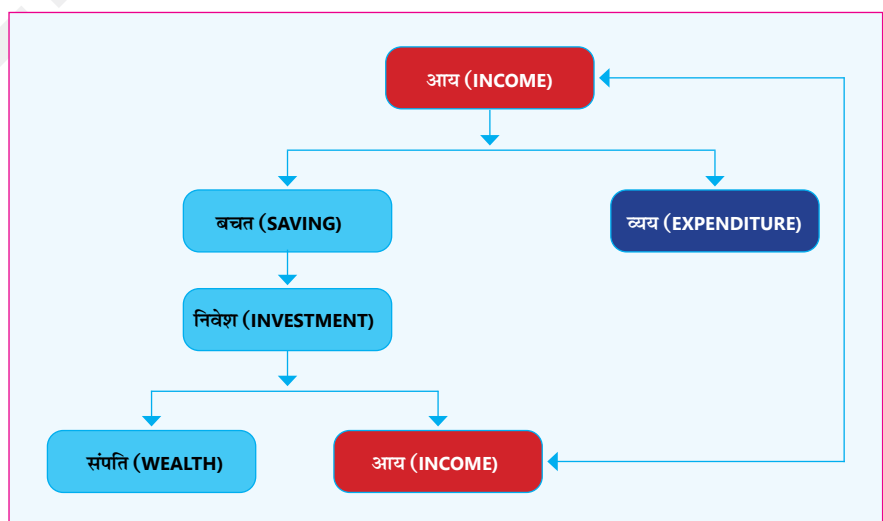 आय (INCOME)
बचत (SAVING)
व्यय (EXPENDITURE)
निवेश (INVESTMENT)
संपति (WEALTH)
आय (INCOME)